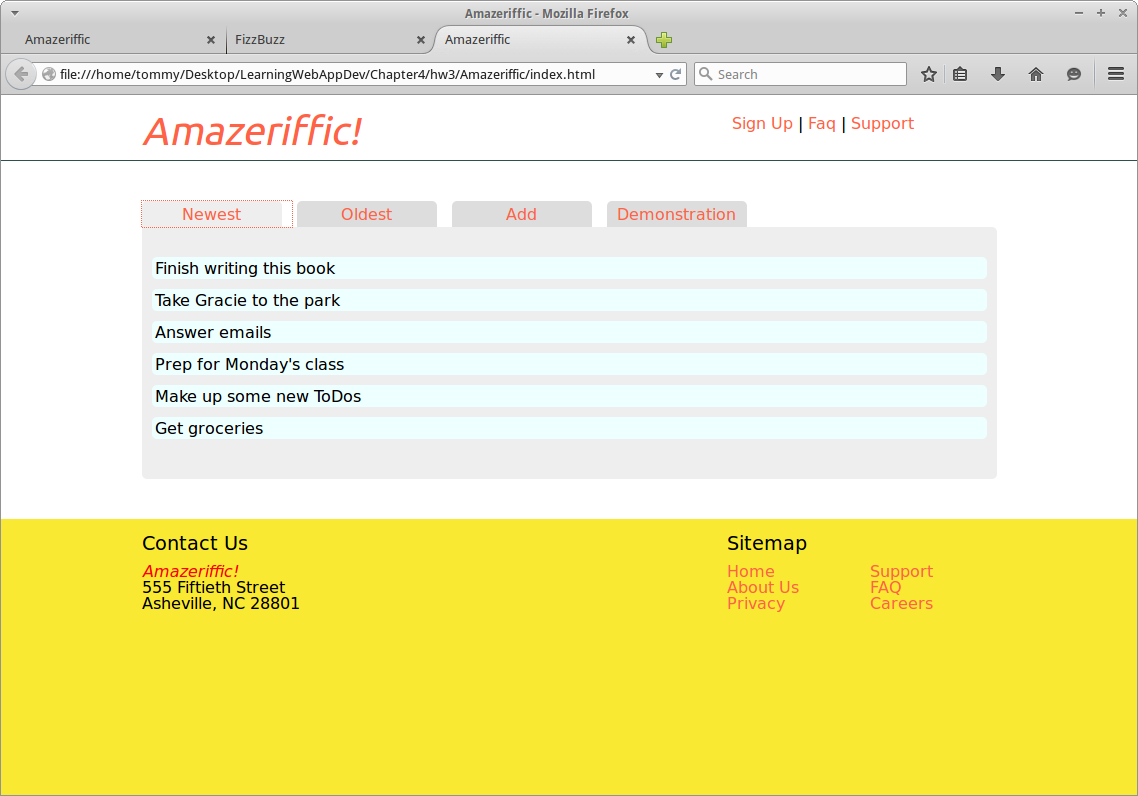 Amazeriffic - Mozilla Firefox
Amazeriffic FizzBuzz Amazeriffic
file:///home/tommy/Desktop/LearningWebAppDev/Chapter4/hw3/Amazeriffic/index.html Search
Amazeriffic! Sign Up | Faq | Support
Newest Oldest Add Demonstration
Finish writing this book
Take Gracie to the park
Answer emails
Prep for Monday's class
Make up some new ToDos
Get groceries
Contact Us Sitemap
Amazeriffic! Home Support
555 Fiftieth Street About Us FAQ
Asheville, NC 28801 Privacy Careers